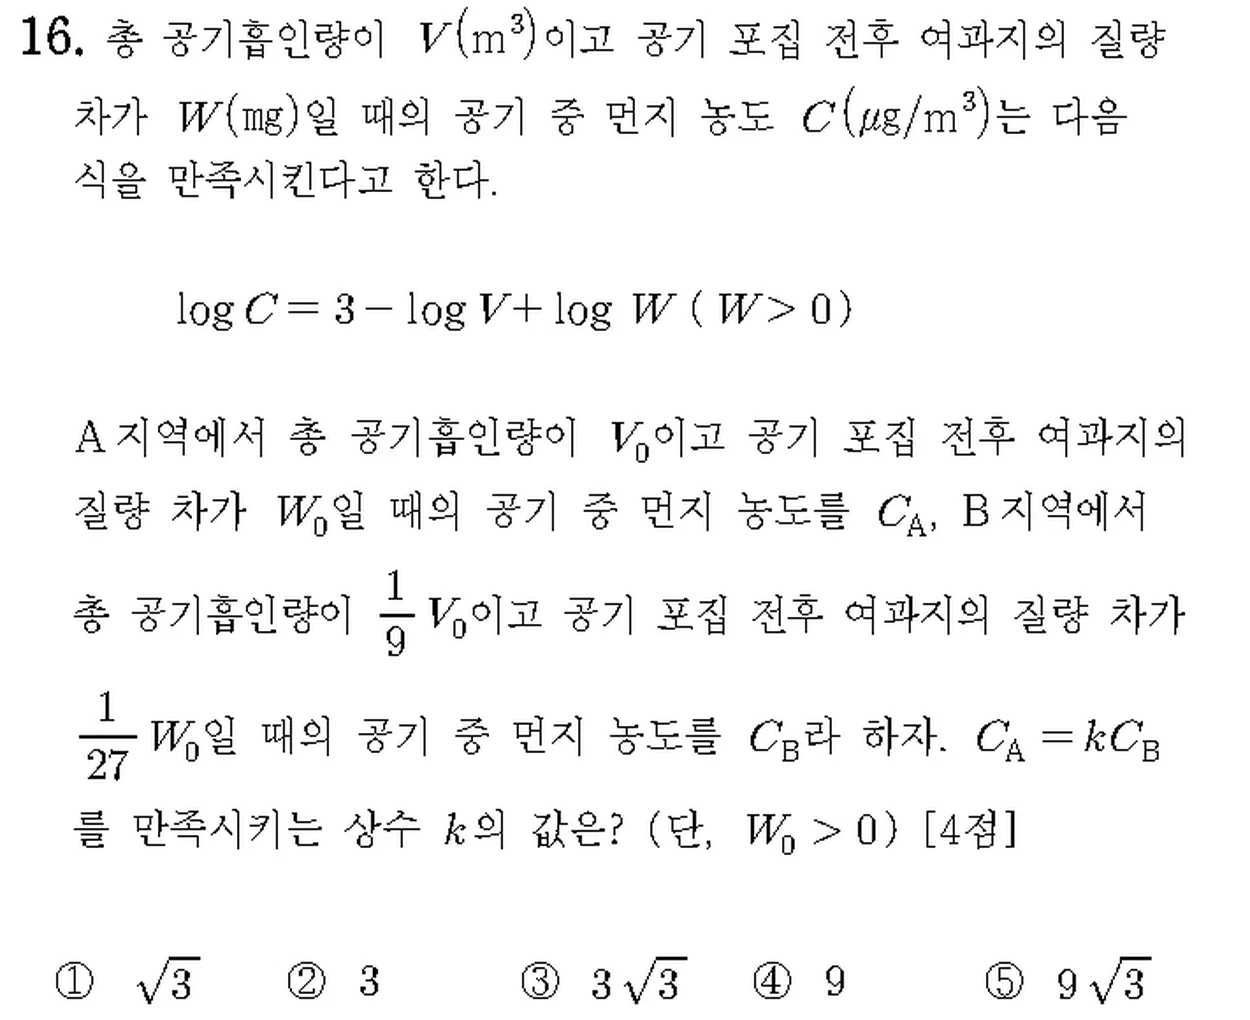 16. 총 공기흡인량이 V(m³)이고 공기 포집 전후 여과지의 질량
차가 W(㎎)일 때의 공기 중 먼지 농도 C(μg/m³)는 다음
식을 만족시킨다고 한다.
log C = 3 − log V + log W ( W > 0 )
A 지역에서 총 공기흡인량이 V₀이고 공기 포집 전후 여과지의
질량 차가 W₀일 때의 공기 중 먼지 농도를 C_A, B 지역에서
총 공기흡인량이 1/9 V₀이고 공기 포집 전후 여과지의 질량 차가
1/27 W₀일 때의 공기 중 먼지 농도를 C_B라 하자. C_A = kC_B
를 만족시키는 상수 k의 값은? (단, W₀ > 0) [4점]
① √3 ② 3 ③ 3√3 ④ 9 ⑤ 9√3